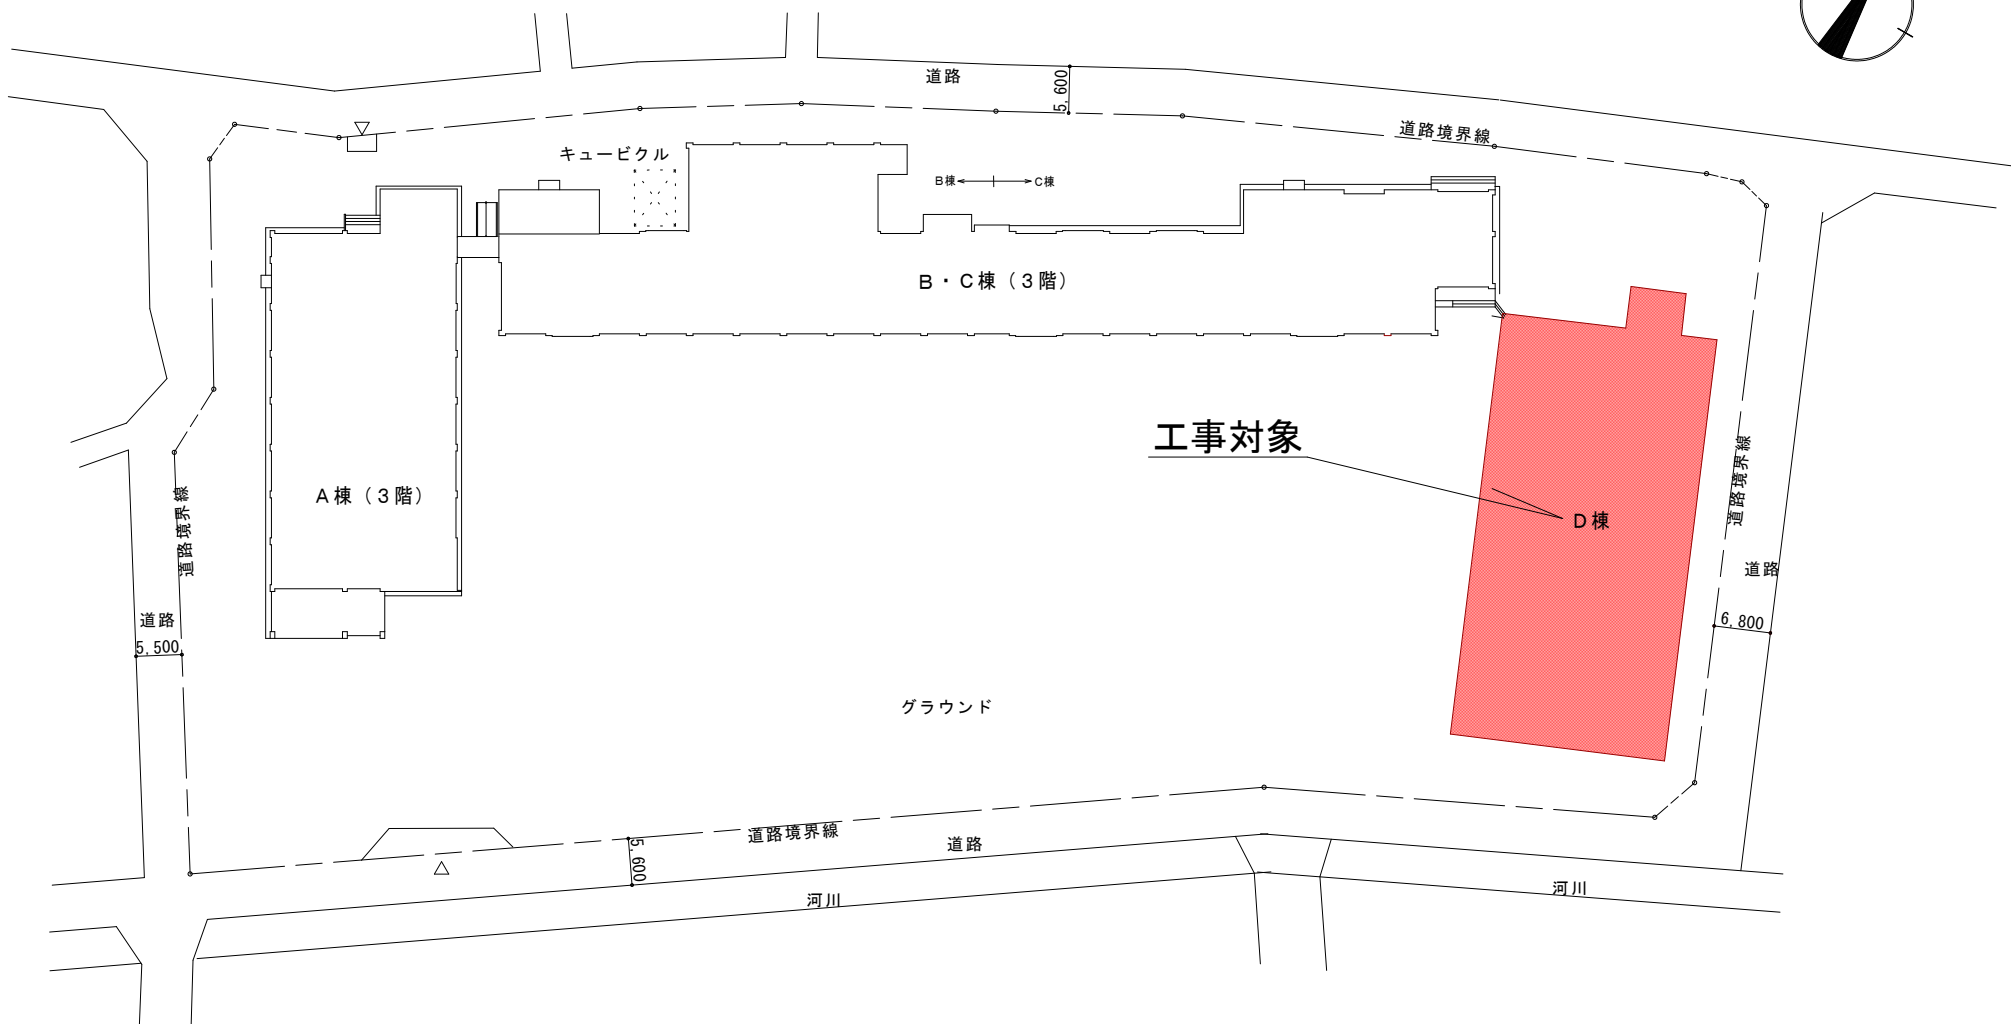 道路
5,600
道路境界線
キュービクル
B棟
C棟
B・C棟（3階）
工事対象
道路境界線
A棟（3階）
D棟
道路境界線
道路
道路
5,500
6,800
グラウンド
道路境界線
道路
5,600
河川
河川